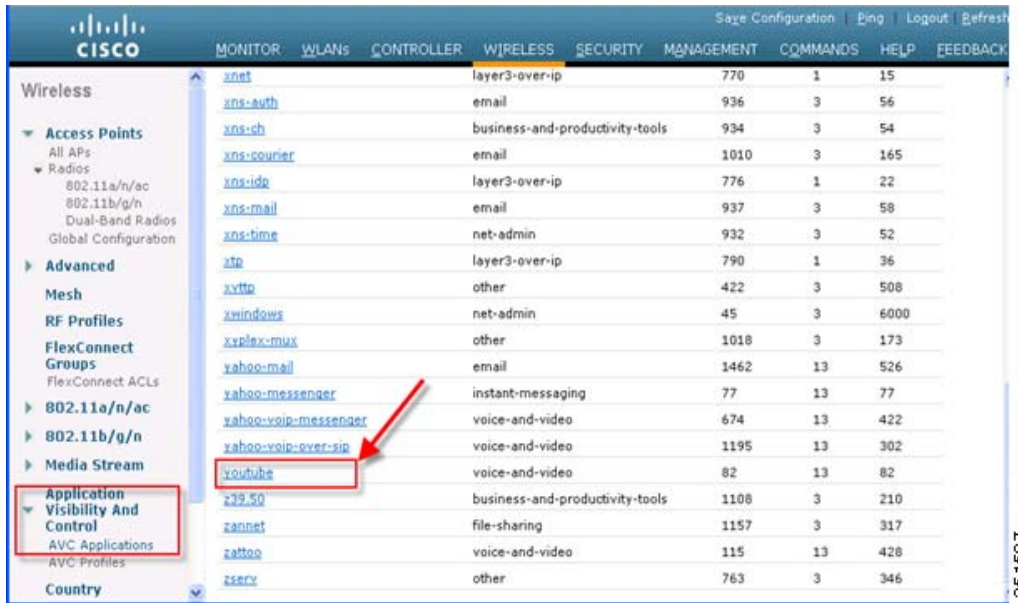 Save Configuration Ping Logout Refresh
CISCO MONITOR WLANs CONTROLLER WIRELESS SECURITY MANAGEMENT COMMANDS HELP FEEDBACK
Wireless
Access Points
All APs
Radios
802.11a/n/ac
802.11b/g/n
Dual-Band Radios
Global Configuration
Advanced
Mesh
RF Profiles
FlexConnect
Groups
FlexConnect ACLs
802.11a/n/ac
802.11b/g/n
Media Stream
Application
Visibility And
Control
AVC Applications
AVC Profiles
Country
xnet layer3-over-ip 770 1 15
xns-auth email 936 3 56
xns-ch business-and-productivity-tools 934 3 54
xns-courier email 1010 3 165
xns-idp layer3-over-ip 776 1 22
xns-mail email 937 3 58
xns-time net-admin 932 3 52
xtp layer3-over-ip 790 1 36
xvttp other 422 3 508
xwindows net-admin 45 3 6000
xyplex-mux other 1018 3 173
yahoo-mail email 1462 13 526
yahoo-messenger instant-messaging 77 13 77
yahoo-voip-messenger voice-and-video 674 13 422
yahoo-voip-over-sip voice-and-video 1195 13 302
youtube voice-and-video 82 13 82
z39.50 business-and-productivity-tools 1108 3 210
zannet file-sharing 1157 3 317
zattoo voice-and-video 115 13 428
zserv other 763 3 346